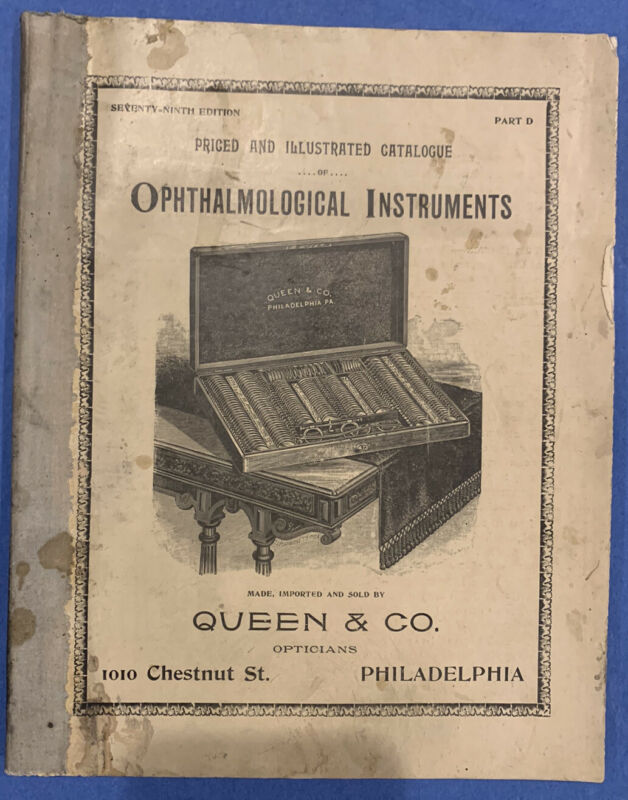 SEVENTY-NINTH EDITION
PART D
PRICED AND ILLUSTRATED CATALOGUE
....OF....
OPHTHALMOLOGICAL INSTRUMENTS
QUEEN & CO.
PHILADELPHIA PA.
MADE, IMPORTED AND SOLD BY
QUEEN & CO.
OPTICIANS
1010 Chestnut St.
PHILADELPHIA